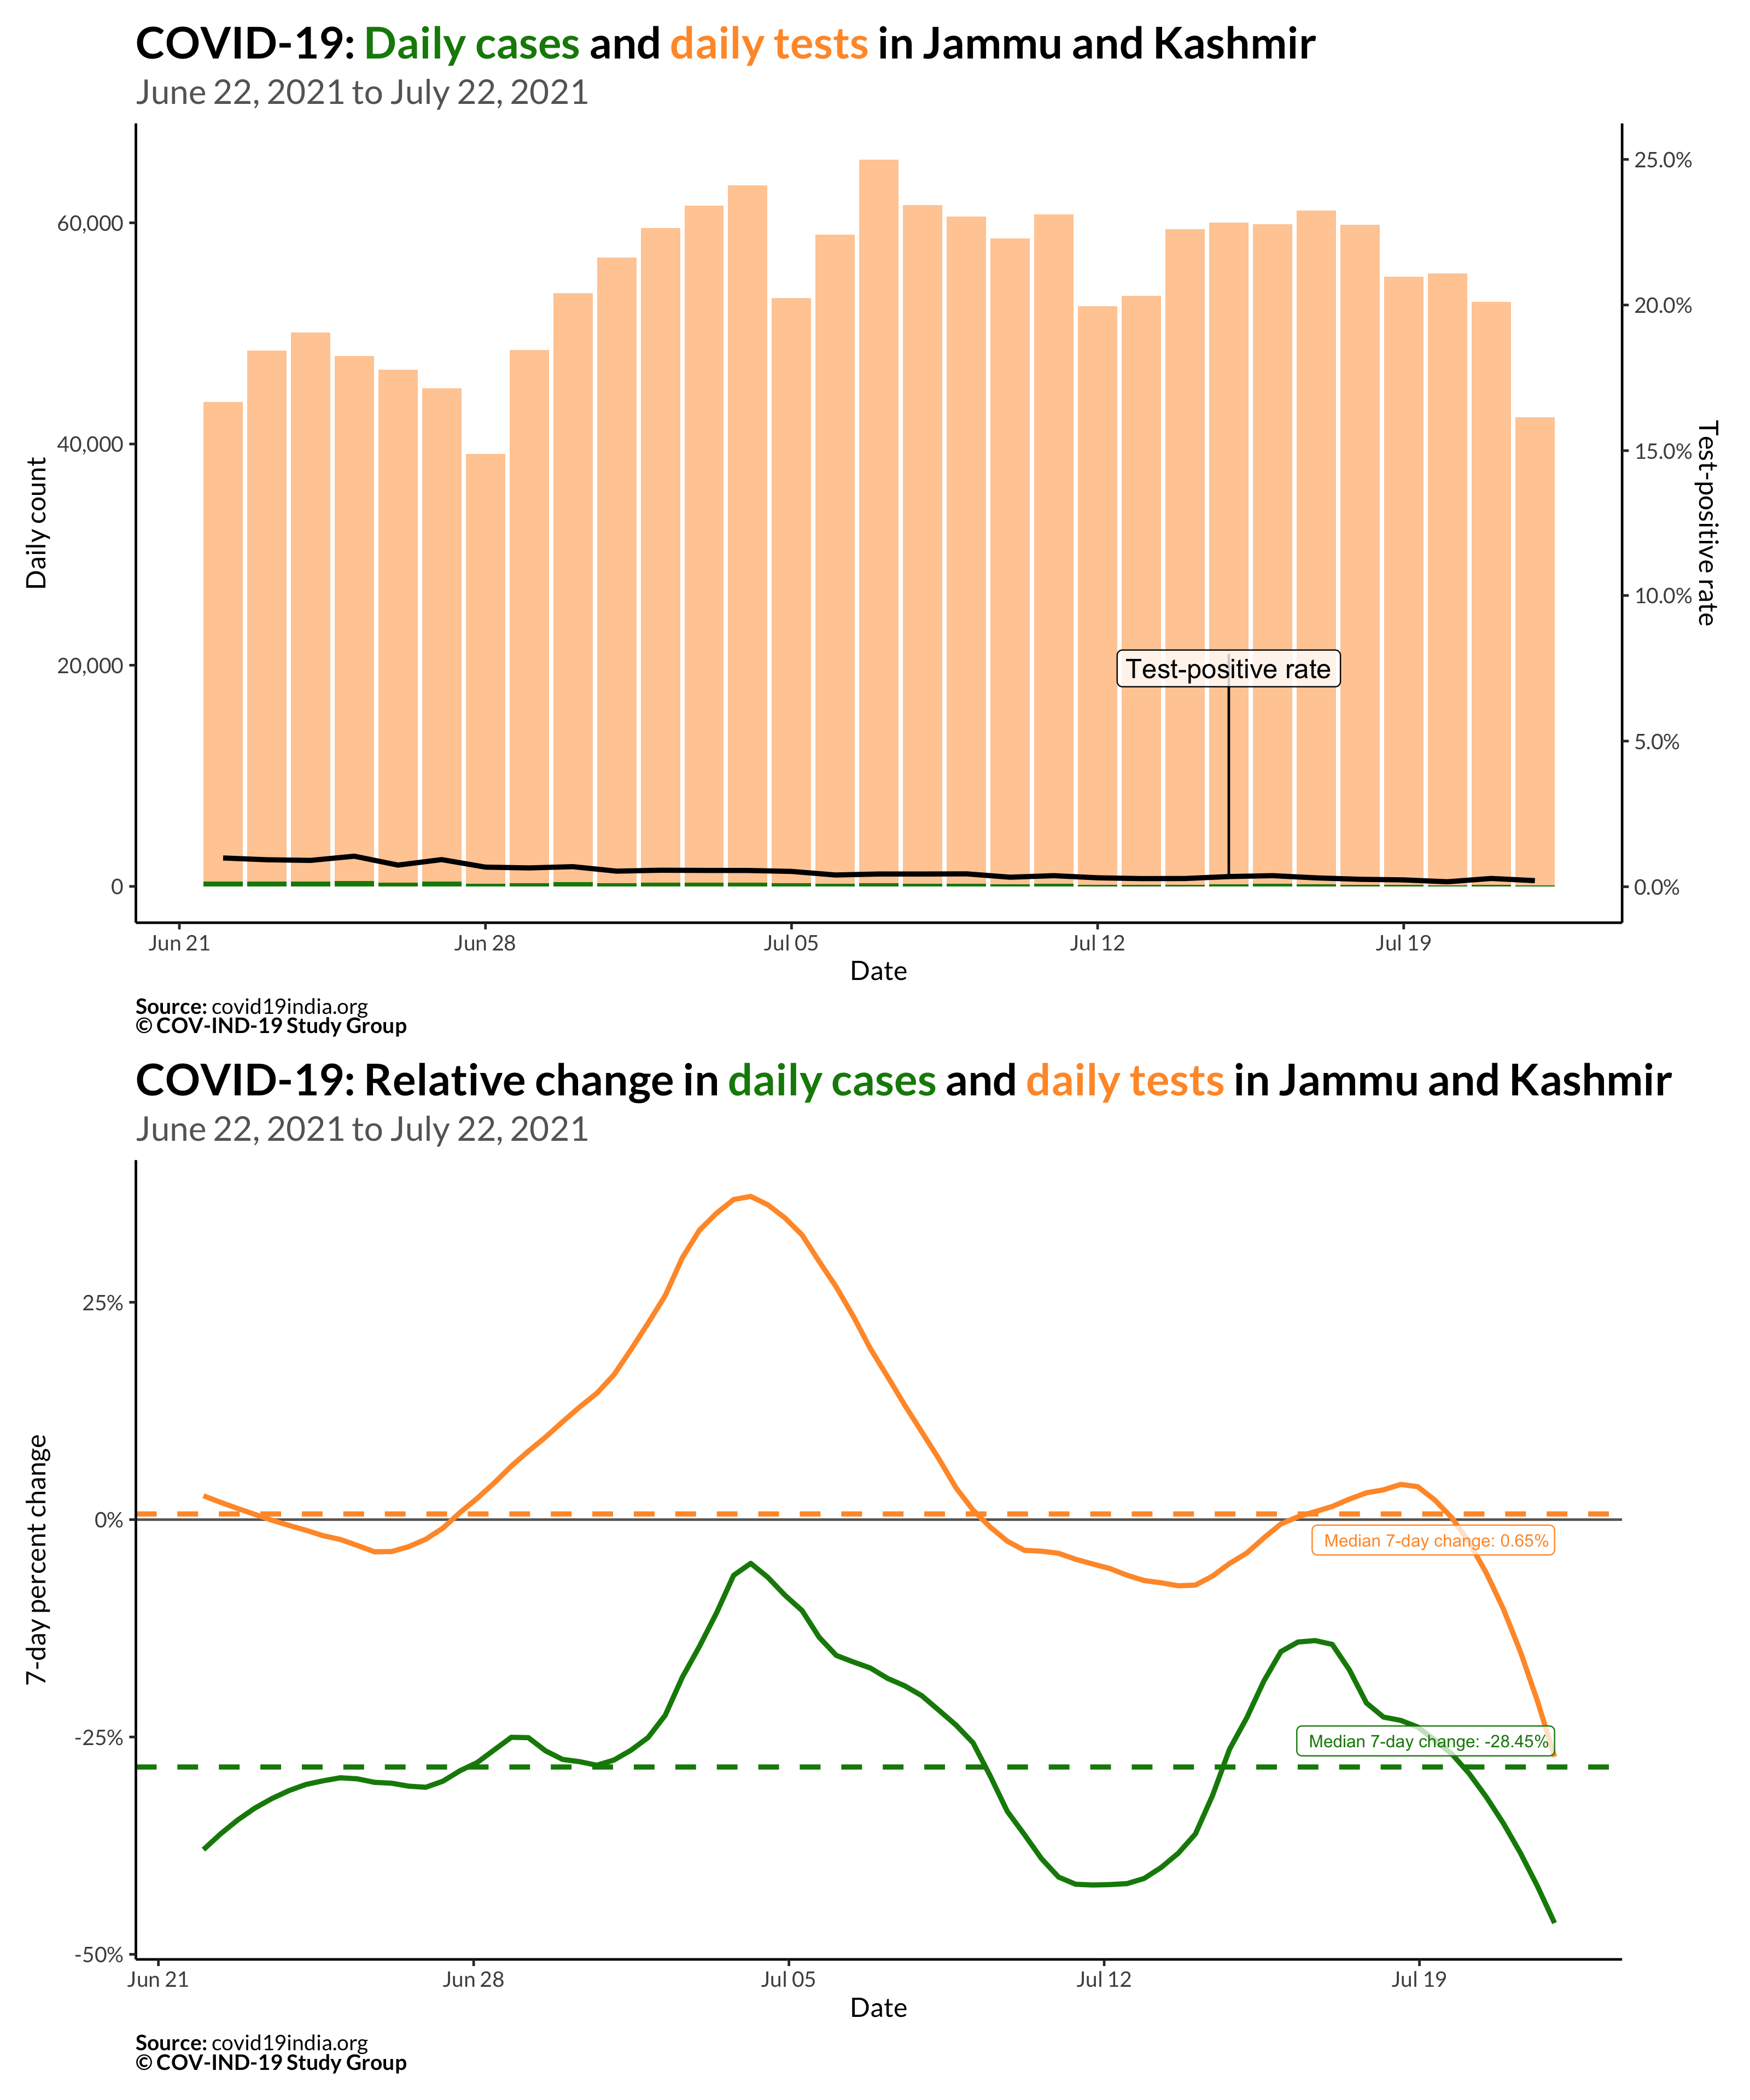 COVID-19: Daily cases and daily tests in Jammu and Kashmir
June 22, 2021 to July 22, 2021
Daily count
60,000
40,000
20,000
0
25.0%
20.0%
15.0%
10.0%
5.0%
0.0%
Test-positive rate
Test-positive rate
Jun 21
Jun 28
Jul 05
Jul 12
Jul 19
Date
Source: covid19india.org
© COV-IND-19 Study Group
COVID-19: Relative change in daily cases and daily tests in Jammu and Kashmir
June 22, 2021 to July 22, 2021
7-day percent change
25%
0%
-25%
-50%
Median 7-day change: 0.65%
Median 7-day change: -28.45%
Jun 21
Jun 28
Jul 05
Jul 12
Jul 19
Date
Source: covid19india.org
© COV-IND-19 Study Group